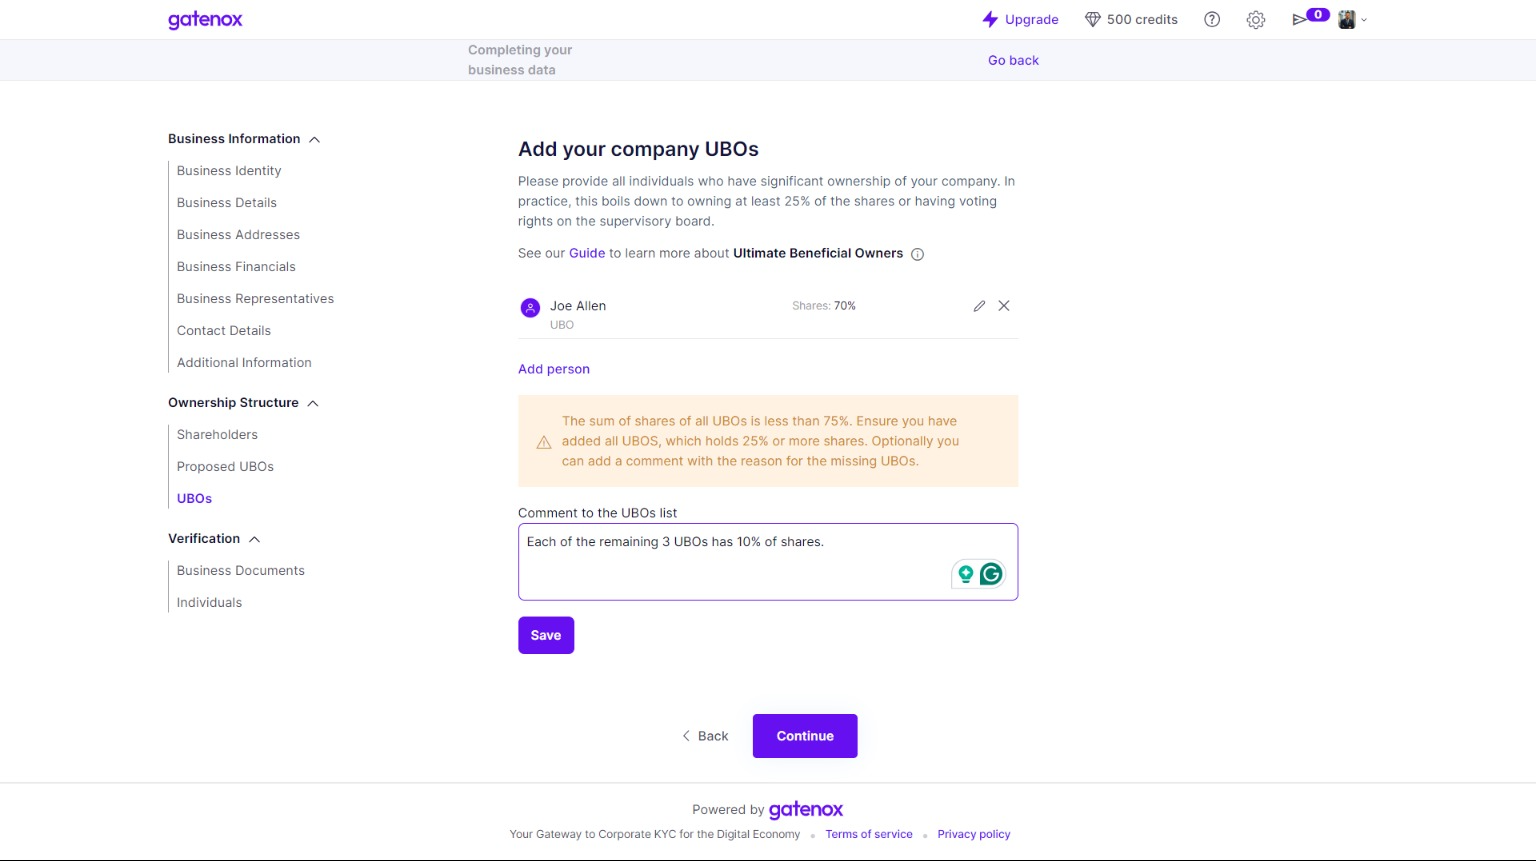 gatenox
Upgrade
500 credits
0
Completing your
business data
Go back
Business Information
Business Identity
Business Details
Business Addresses
Business Financials
Business Representatives
Contact Details
Additional Information
Ownership Structure
Shareholders
Proposed UBOs
UBOs
Verification
Business Documents
Individuals
Add your company UBOs
Please provide all individuals who have significant ownership of your company. In
practice, this boils down to owning at least 25% of the shares or having voting
rights on the supervisory board.
See our Guide to learn more about Ultimate Beneficial Owners
Joe Allen
UBO
Shares: 70%
Add person
The sum of shares of all UBOs is less than 75%. Ensure you have
added all UBOS, which holds 25% or more shares. Optionally you
can add a comment with the reason for the missing UBOs.
Comment to the UBOs list
Each of the remaining 3 UBOs has 10% of shares.
Save
Back
Continue
Powered by gatenox
Your Gateway to Corporate KYC for the Digital Economy
Terms of service
Privacy policy